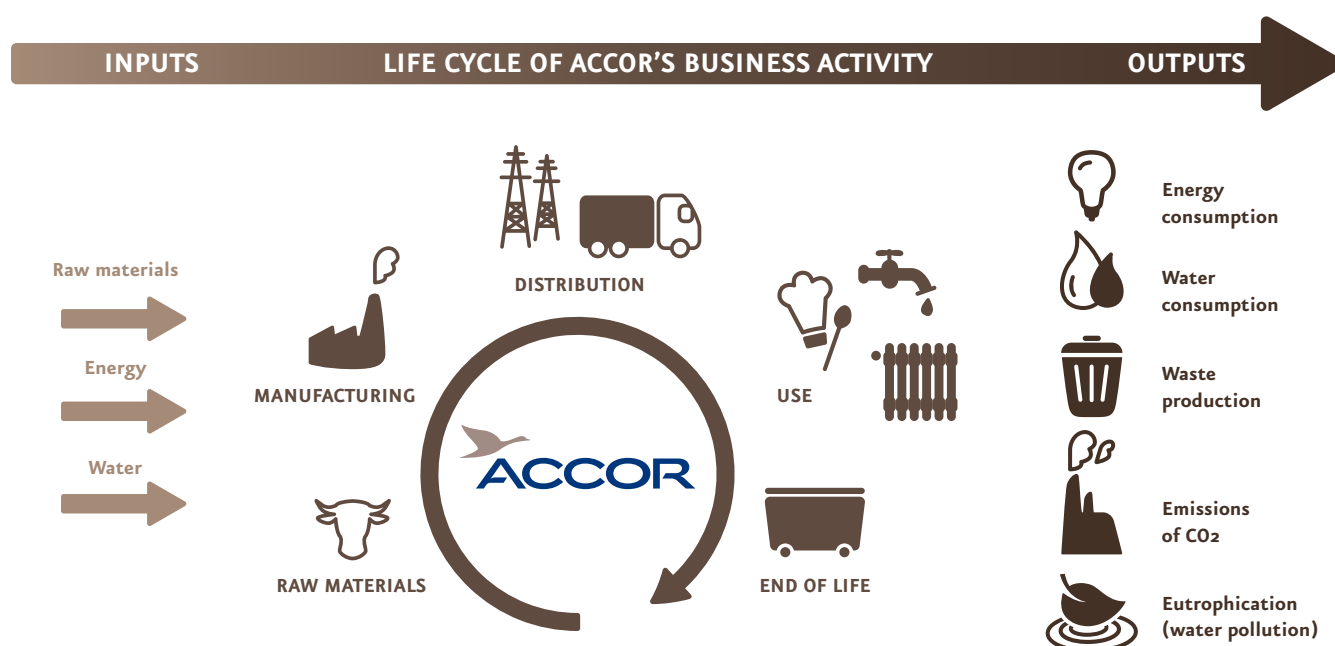 INPUTS
LIFE CYCLE OF ACCOR'S BUSINESS ACTIVITY
OUTPUTS
Raw materials
Energy
Water
DISTRIBUTION
MANUFACTURING
USE
ACCOR
RAW MATERIALS
END OF LIFE
Energy
consumption
Water
consumption
Waste
production
Emissions
of CO2
Eutrophication
(water pollution)